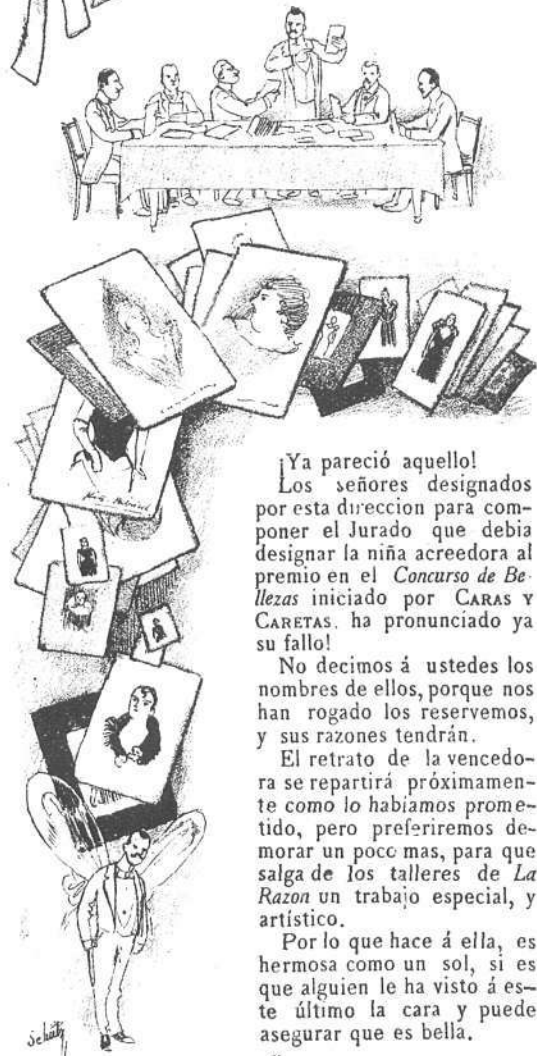 ¡Ya pareció aquello!
Los señores designados
por esta direccion para com-
poner el Jurado que debia
designar la niña acreedora al
premio en el Concurso de Be-
llezas iniciado por CARAS Y
CARETAS. ha pronunciado ya
su fallo!
No decimos á ustedes los
nombres de ellos, porque nos
han rogado los reservemos,
y sus razones tendrán.
El retrato de la vencedo-
ra se repartirá próximamen-
te como lo habiamos prome-
tido, pero preferiremos de-
morar un poco mas, para que
salga de los talleres de La
Razon un trabajo especial, y
artístico.
Por lo que hace á ella, es
hermosa como un sol, si es
que alguien le ha visto á es-
te último la cara y puede
asegurar que es bella.
Schütz